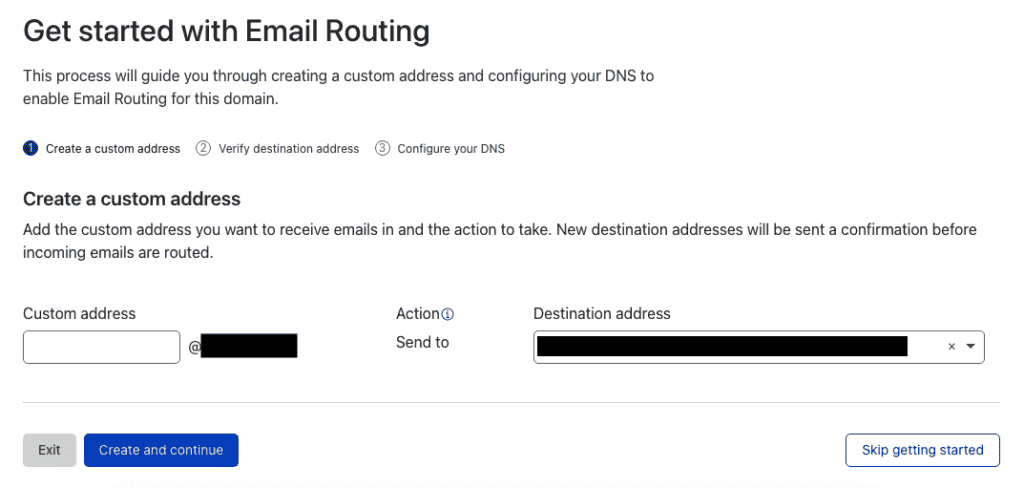 Get started with Email Routing
This process will guide you through creating a custom address and configuring your DNS to
enable Email Routing for this domain.
1 Create a custom address 2 Verify destination address 3 Configure your DNS
Create a custom address
Add the custom address you want to receive emails in and the action to take. New destination addresses will be sent a confirmation before
incoming emails are routed.
Custom address Action Destination address
@ Send to
Exit Create and continue Skip getting started